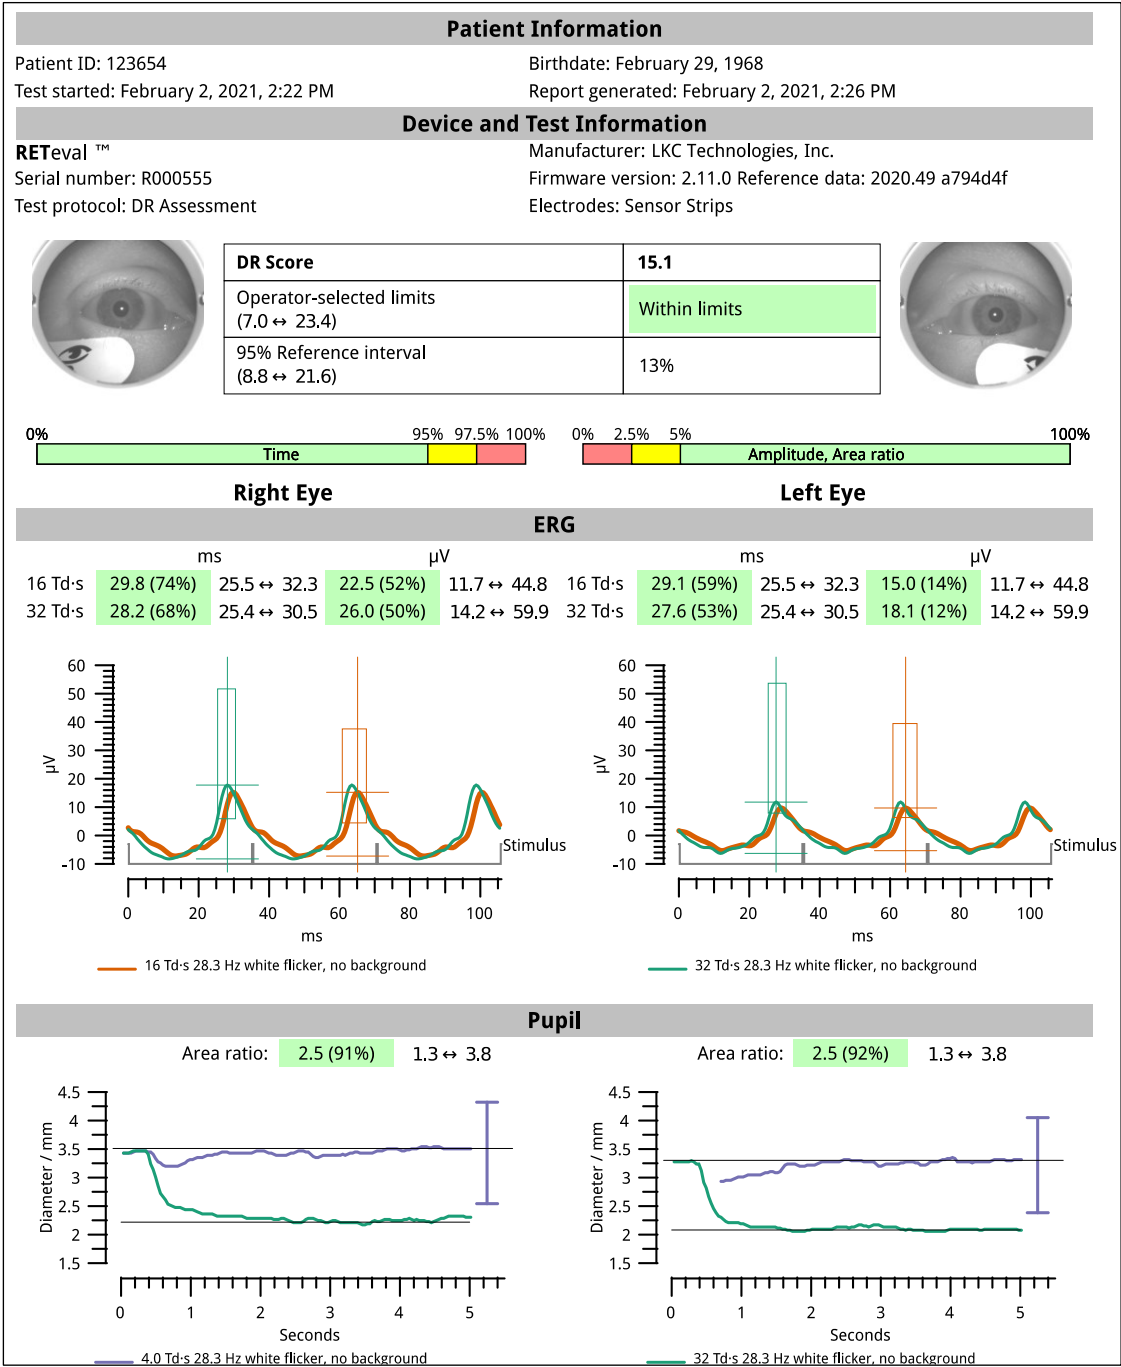 Patient Information
Patient ID: 123654 Birthdate: February 29, 1968
Test started: February 2, 2021, 2:22 PM Report generated: February 2, 2021, 2:26 PM
Device and Test Information
RETeval ™ Manufacturer: LKC Technologies, Inc.
Serial number: R000555 Firmware version: 2.11.0 Reference data: 2020.49 a794d4f
Test protocol: DR Assessment Electrodes: Sensor Strips
DR Score 15.1
Operator-selected limits
(7.0 ↔ 23.4) Within limits
95% Reference interval
(8.8 ↔ 21.6) 13%
0% 95% 97.5% 100% 0% 2.5% 5% 100%
Time Amplitude, Area ratio
Right Eye Left Eye
ERG
ms µV ms µV
16 Td·s 29.8 (74%) 25.5 ↔ 32.3 22.5 (52%) 11.7 ↔ 44.8 16 Td·s 29.1 (59%) 25.5 ↔ 32.3 15.0 (14%) 11.7 ↔ 44.8
32 Td·s 28.2 (68%) 25.4 ↔ 30.5 26.0 (50%) 14.2 ↔ 59.9 32 Td·s 27.6 (53%) 25.4 ↔ 30.5 18.1 (12%) 14.2 ↔ 59.9
60 60
50 50
40 40
30 30
µV µV
20 20
10 10
0 0
Stimulus Stimulus
-10 -10
0 20 40 60 80 100 0 20 40 60 80 100
ms ms
16 Td·s 28.3 Hz white flicker, no background 32 Td·s 28.3 Hz white flicker, no background
Pupil
Area ratio: 2.5 (91%) 1.3 ↔ 3.8 Area ratio: 2.5 (92%) 1.3 ↔ 3.8
4.5 4.5
4 4
3.5 3.5
Diameter / mm Diameter / mm
3 3
2.5 2.5
2 2
1.5 1.5
0 1 2 3 4 5 0 1 2 3 4 5
Seconds Seconds
4.0 Td·s 28.3 Hz white flicker, no background 32 Td·s 28.3 Hz white flicker, no background